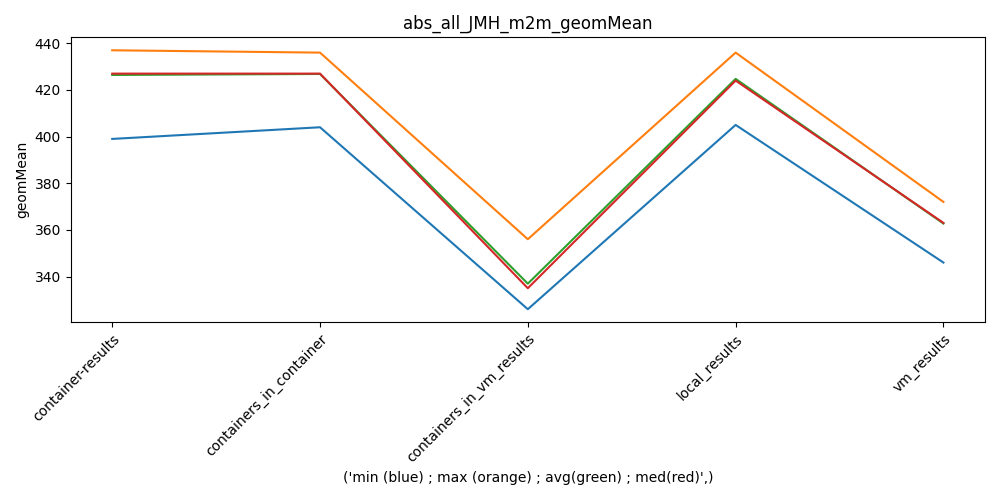 abs_all_JMH_m2m_geomMean
geomMean
440
420
400
380
360
340
container-results
containers_in_container
containers_in_vm_results
local_results
vm_results
('min (blue) ; max (orange) ; avg(green) ; med(red)',)